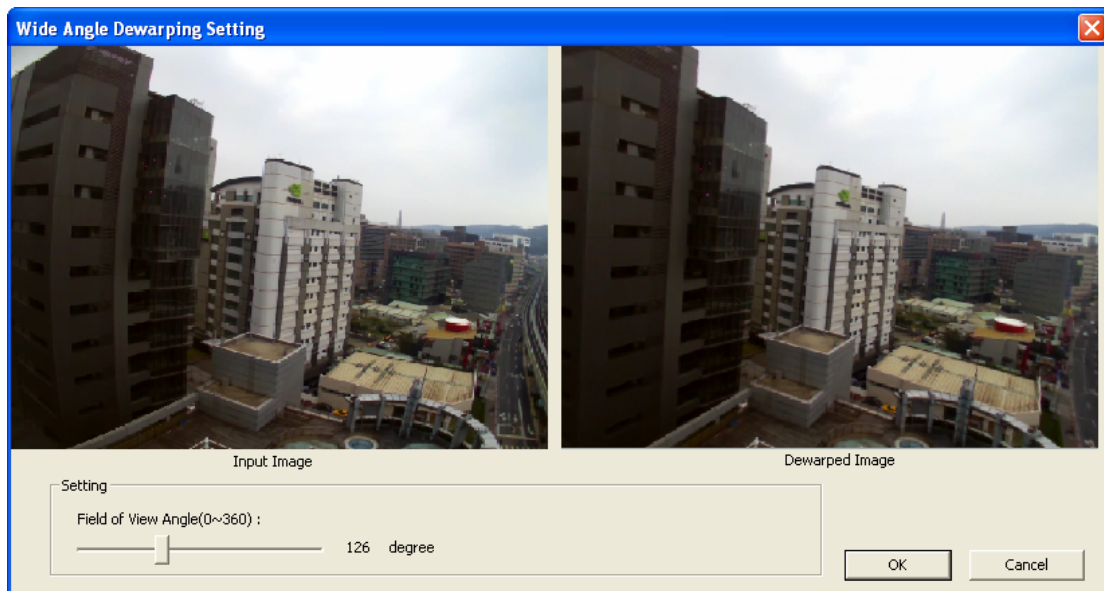 Wide Angle Dewarping Setting
Input Image
Dewarped Image
Setting
Field of View Angle(0~360) :
126 degree
OK
Cancel